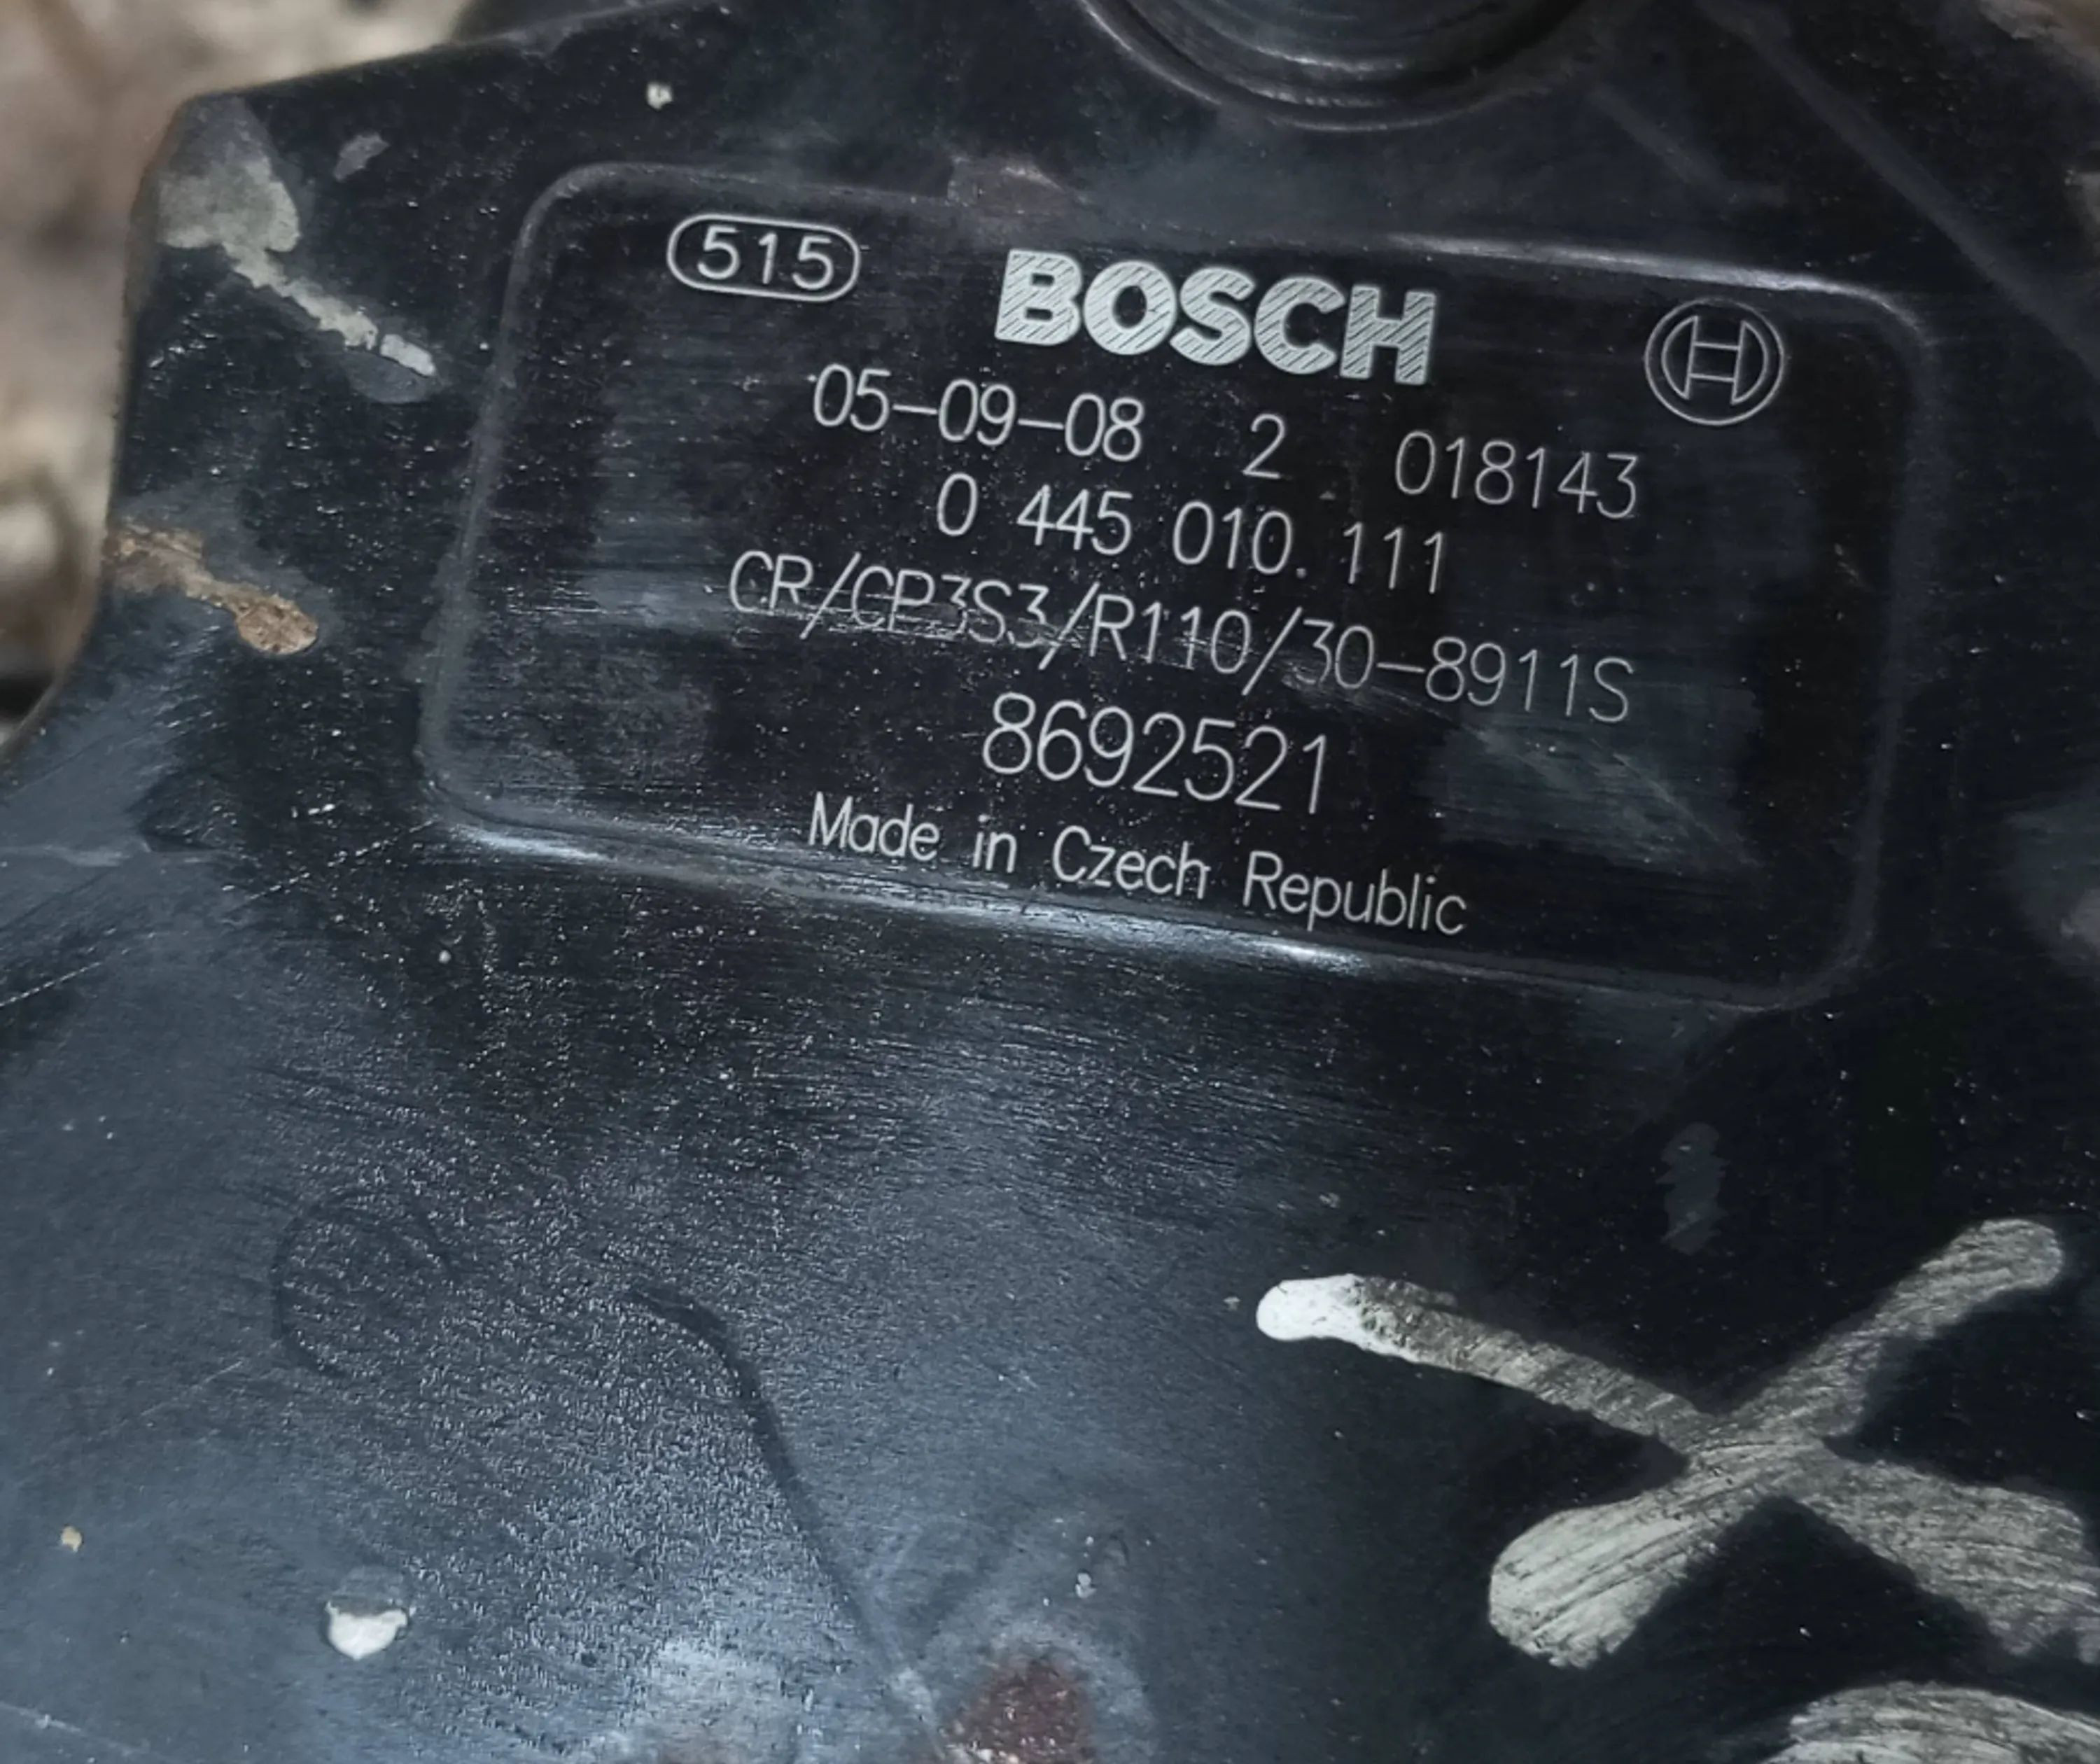 515
BOSCH
05-09-08 2 018143
0 445 010 111
CR/CP3S3/R110/30-8911S
8692521
Made in Czech Republic